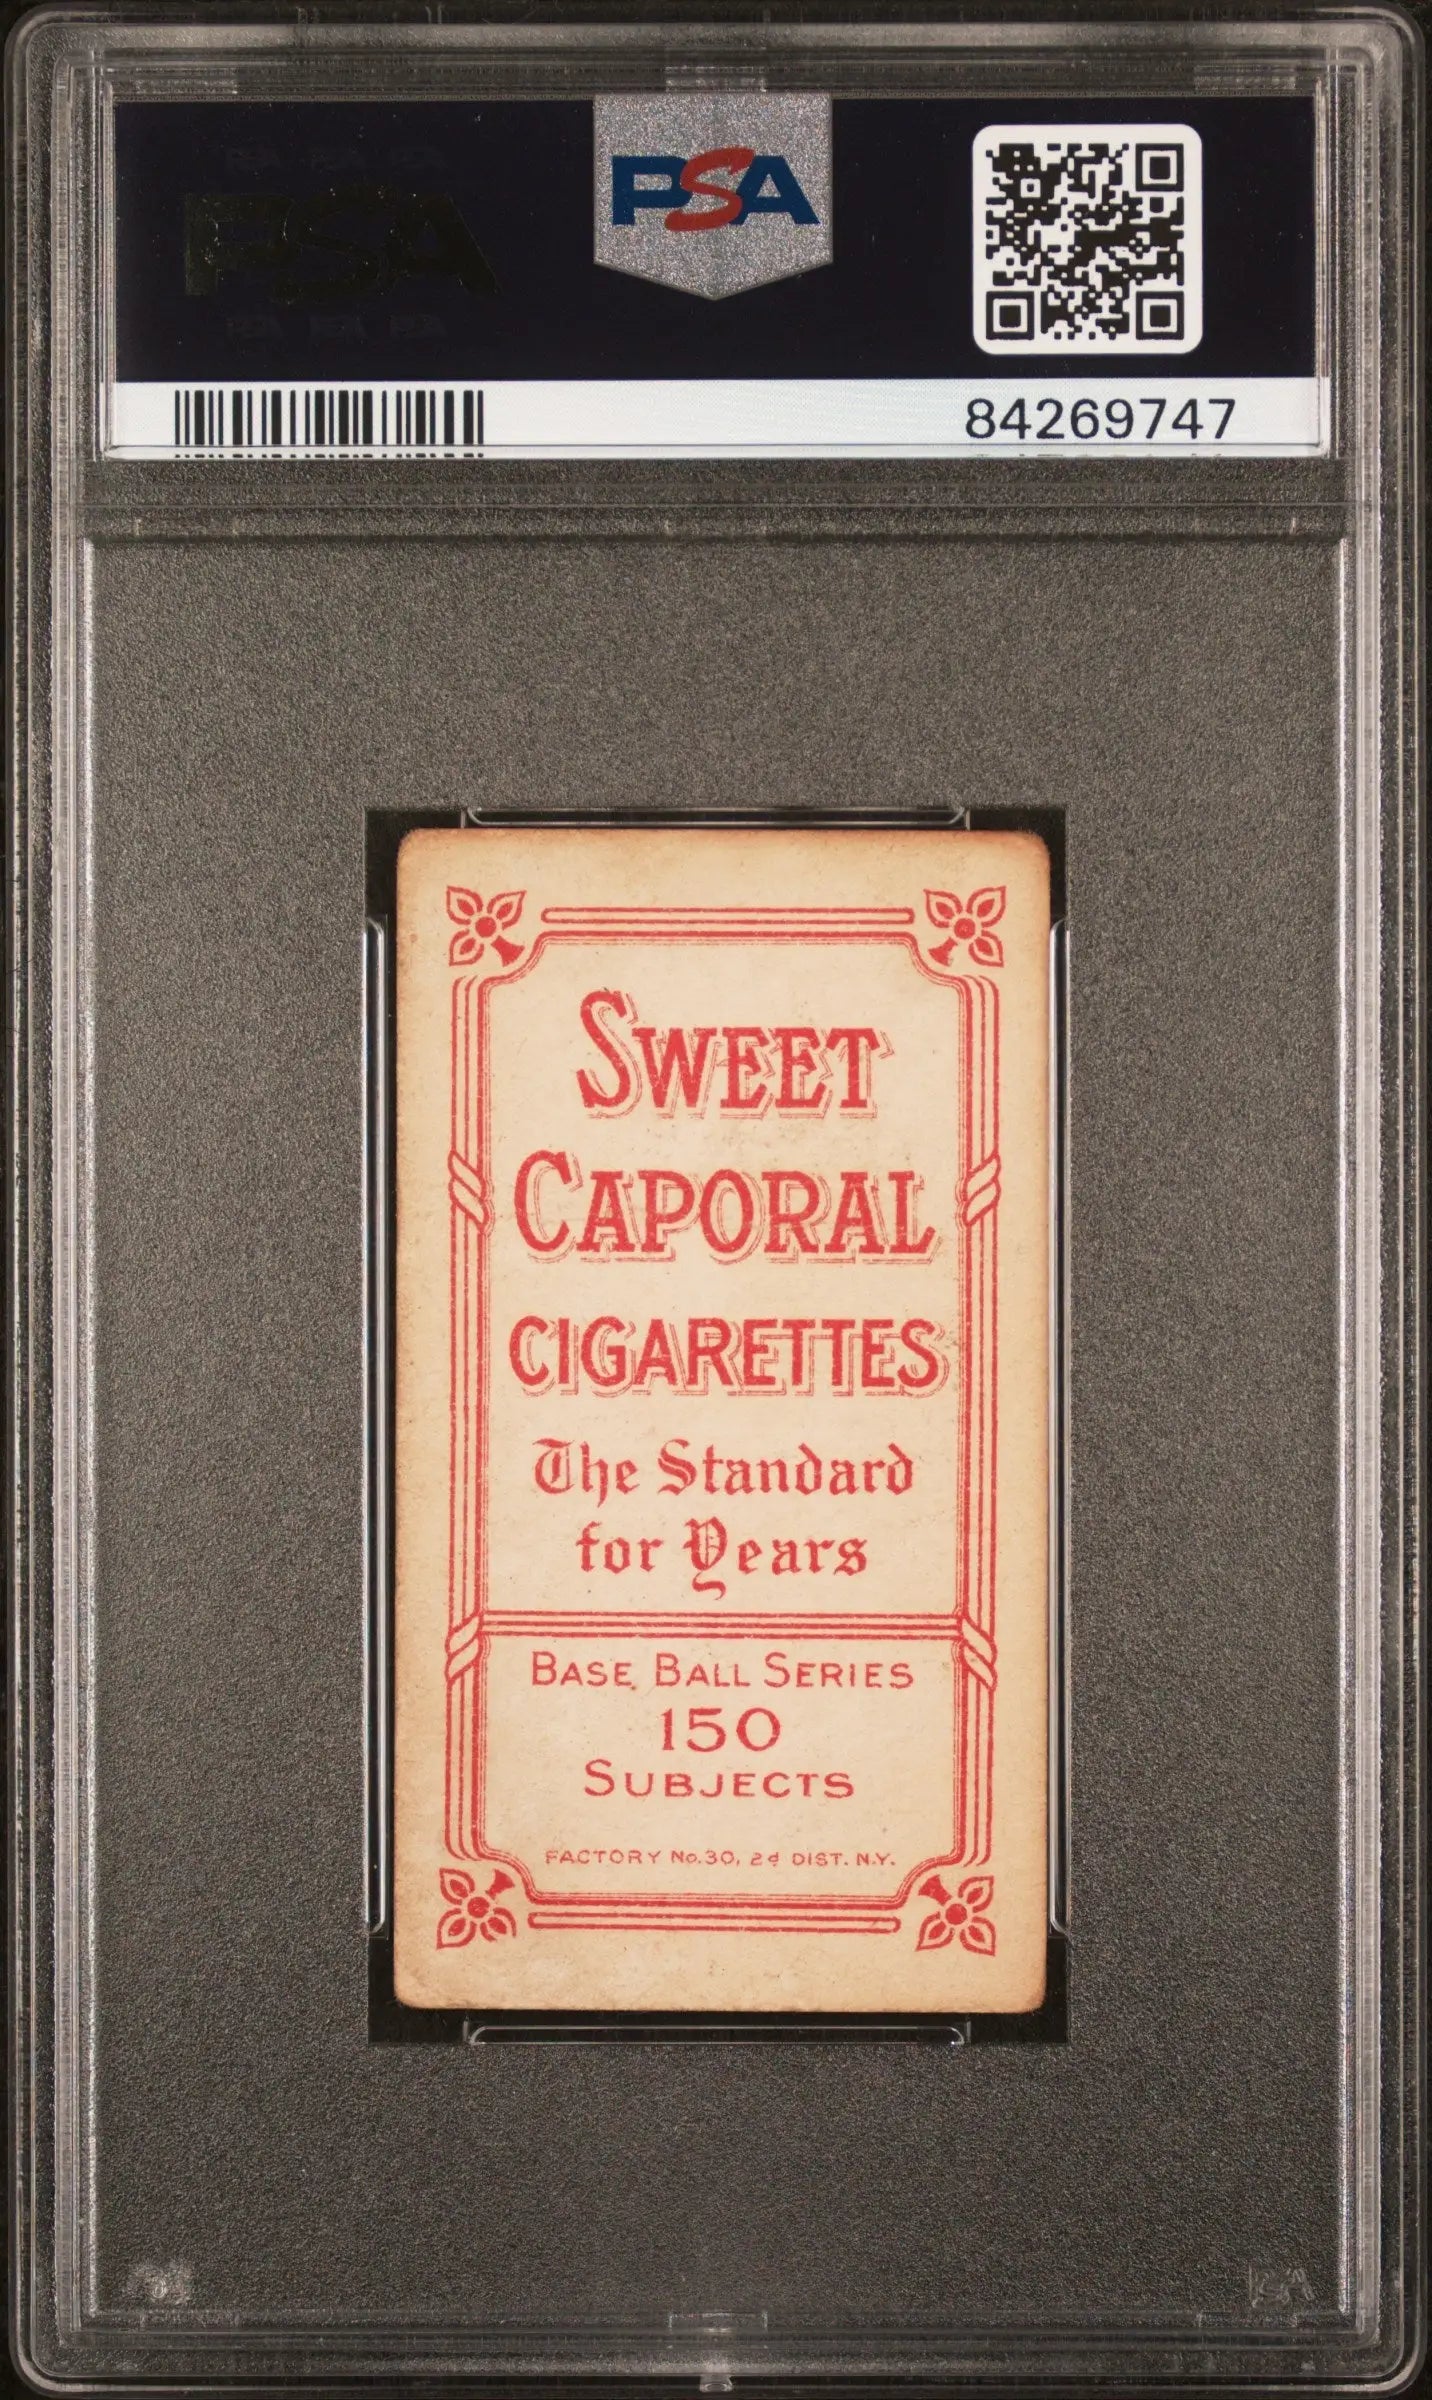 PSA
84269747
SWEET
CAPORAL
CIGARETTES
The Standard
for Years
BASE BALL SERIES
150
SUBJECTS
FACTORY No. 30, 2d DIST. N.Y.